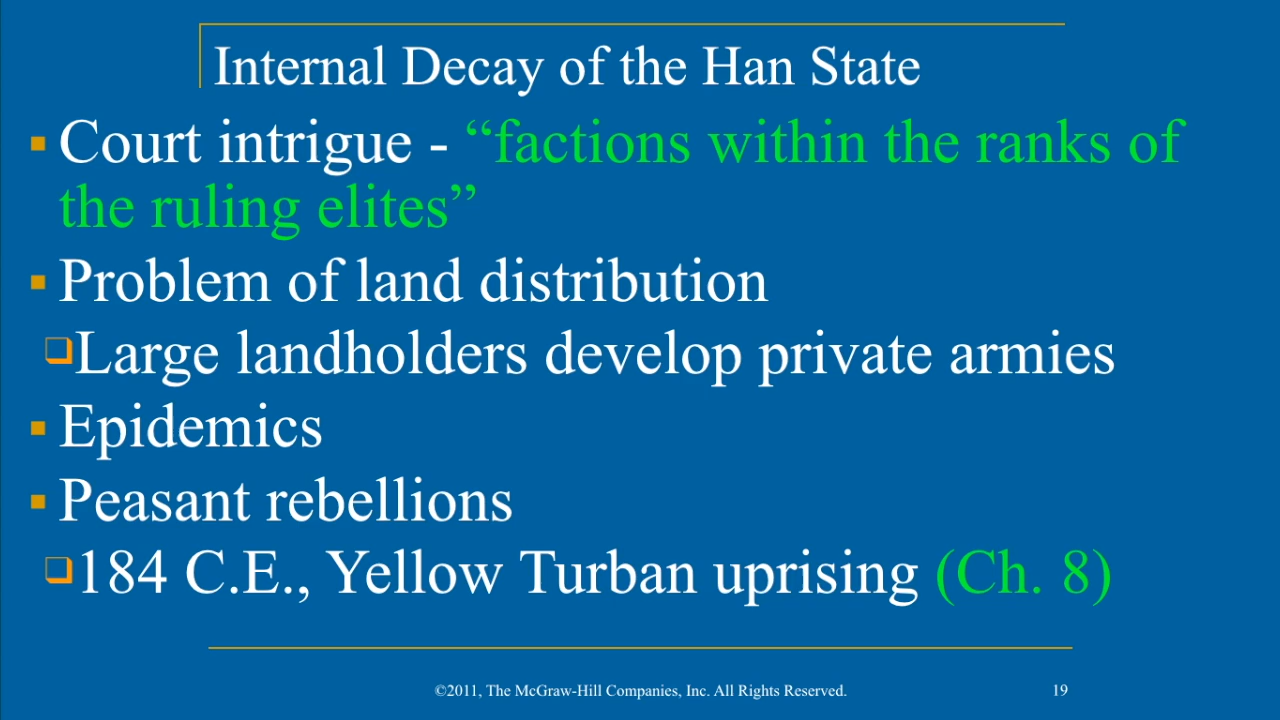 Internal Decay of the Han State
Court intrigue - “factions within the ranks of
the ruling elites”
Problem of land distribution
Large landholders develop private armies
Epidemics
Peasant rebellions
184 C.E., Yellow Turban uprising (Ch. 8)
©2011, The McGraw-Hill Companies, Inc. All Rights Reserved.
19